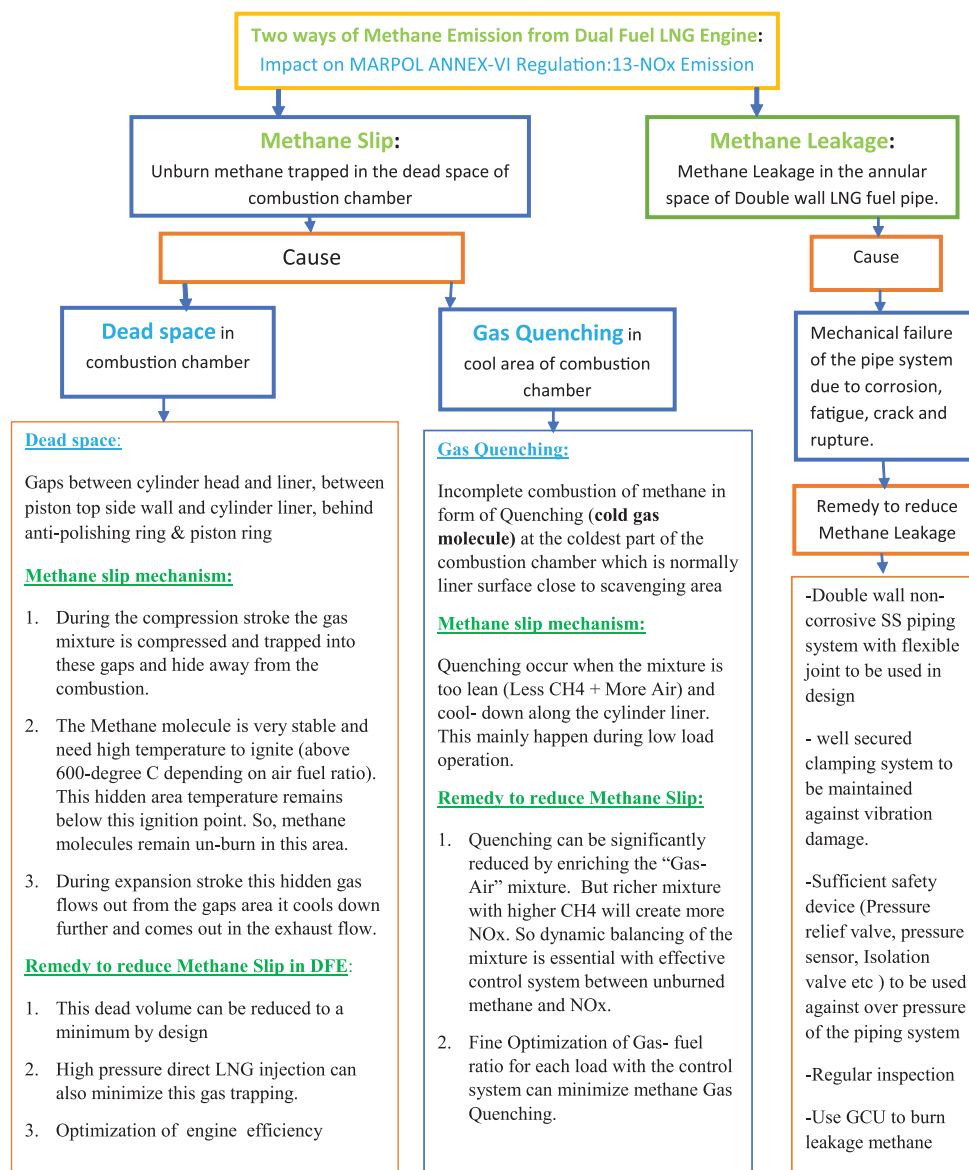 Two ways of Methane Emission from Dual Fuel LNG Engine:
Impact on MARPOL ANNEX-VI Regulation:13-NOx Emission
Methane Slip:
Unburn methane trapped in the dead space of
combustion chamber
Methane Leakage:
Methane Leakage in the annular
space of Double wall LNG fuel pipe.
Cause
Cause
Dead space in
combustion chamber
Gas Quenching in
cool area of combustion
chamber
Mechanical failure
of the pipe system
due to corrosion,
fatigue, crack and
rupture.
Dead space:
Gaps between cylinder head and liner, between
piston top side wall and cylinder liner, behind
anti-polishing ring & piston ring
Methane slip mechanism:
1. During the compression stroke the gas
mixture is compressed and trapped into
these gaps and hide away from the
combustion.
2. The Methane molecule is very stable and
need high temperature to ignite (above
600-degree C depending on air fuel ratio).
This hidden area temperature remains
below this ignition point. So, methane
molecules remain un-burn in this area.
3. During expansion stroke this hidden gas
flows out from the gaps area it cools down
further and comes out in the exhaust flow.
Remedy to reduce Methane Slip in DFE:
1. This dead volume can be reduced to a
minimum by design
2. High pressure direct LNG injection can
also minimize this gas trapping.
3. Optimization of engine efficiency
Gas Quenching:
Incomplete combustion of methane in
form of Quenching (cold gas
molecule) at the coldest part of the
combustion chamber which is normally
liner surface close to scavenging area
Methane slip mechanism:
Quenching occur when the mixture is
too lean (Less CH4 + More Air) and
cool- down along the cylinder liner.
This mainly happen during low load
operation.
Remedy to reduce Methane Slip:
1. Quenching can be significantly
reduced by enriching the “Gas-
Air” mixture. But richer mixture
with higher CH4 will create more
NOx. So dynamic balancing of the
mixture is essential with effective
control system between unburned
methane and NOx.
2. Fine Optimization of Gas- fuel
ratio for each load with the control
system can minimize methane Gas
Quenching.
Remedy to reduce
Methane Leakage
-Double wall non-
corrosive SS piping
system with flexible
joint to be used in
design
- well secured
clamping system to
be maintained
against vibration
damage.
-Sufficient safety
device (Pressure
relief valve, pressure
sensor, Isolation
valve etc ) to be used
against over pressure
of the piping system
-Regular inspection
-Use GCU to burn
leakage methane